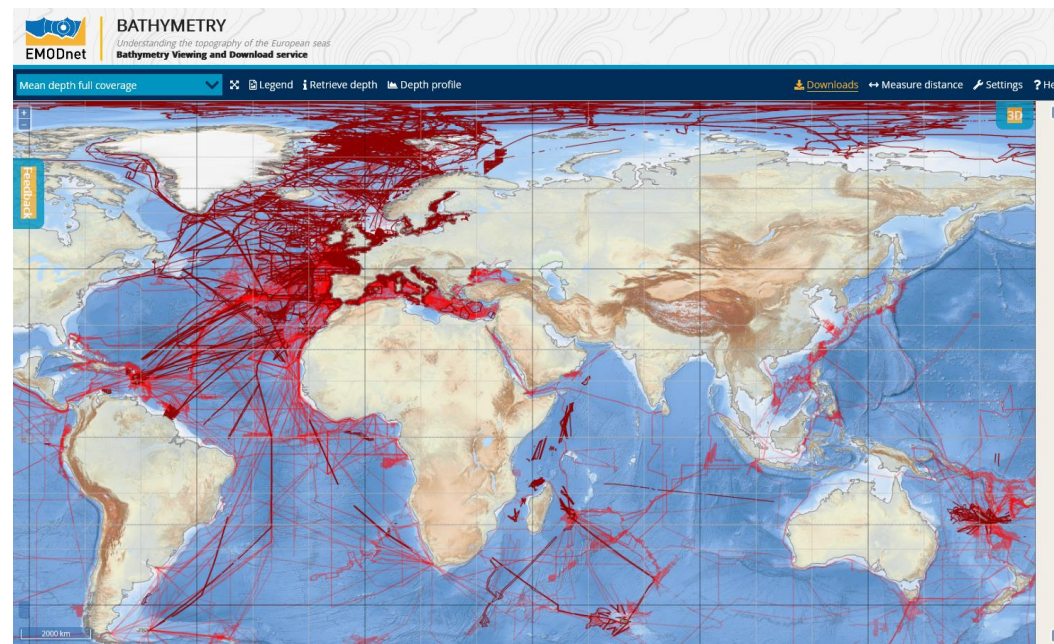 EMODnet
BATHYMETRY
Understanding the topography of the European seas
Bathymetry Viewing and Download service
Mean depth full coverage
Legend
Retrieve depth
Depth profile
Downloads
Measure distance
Settings
? He
+
3D
Feedback
2000 km